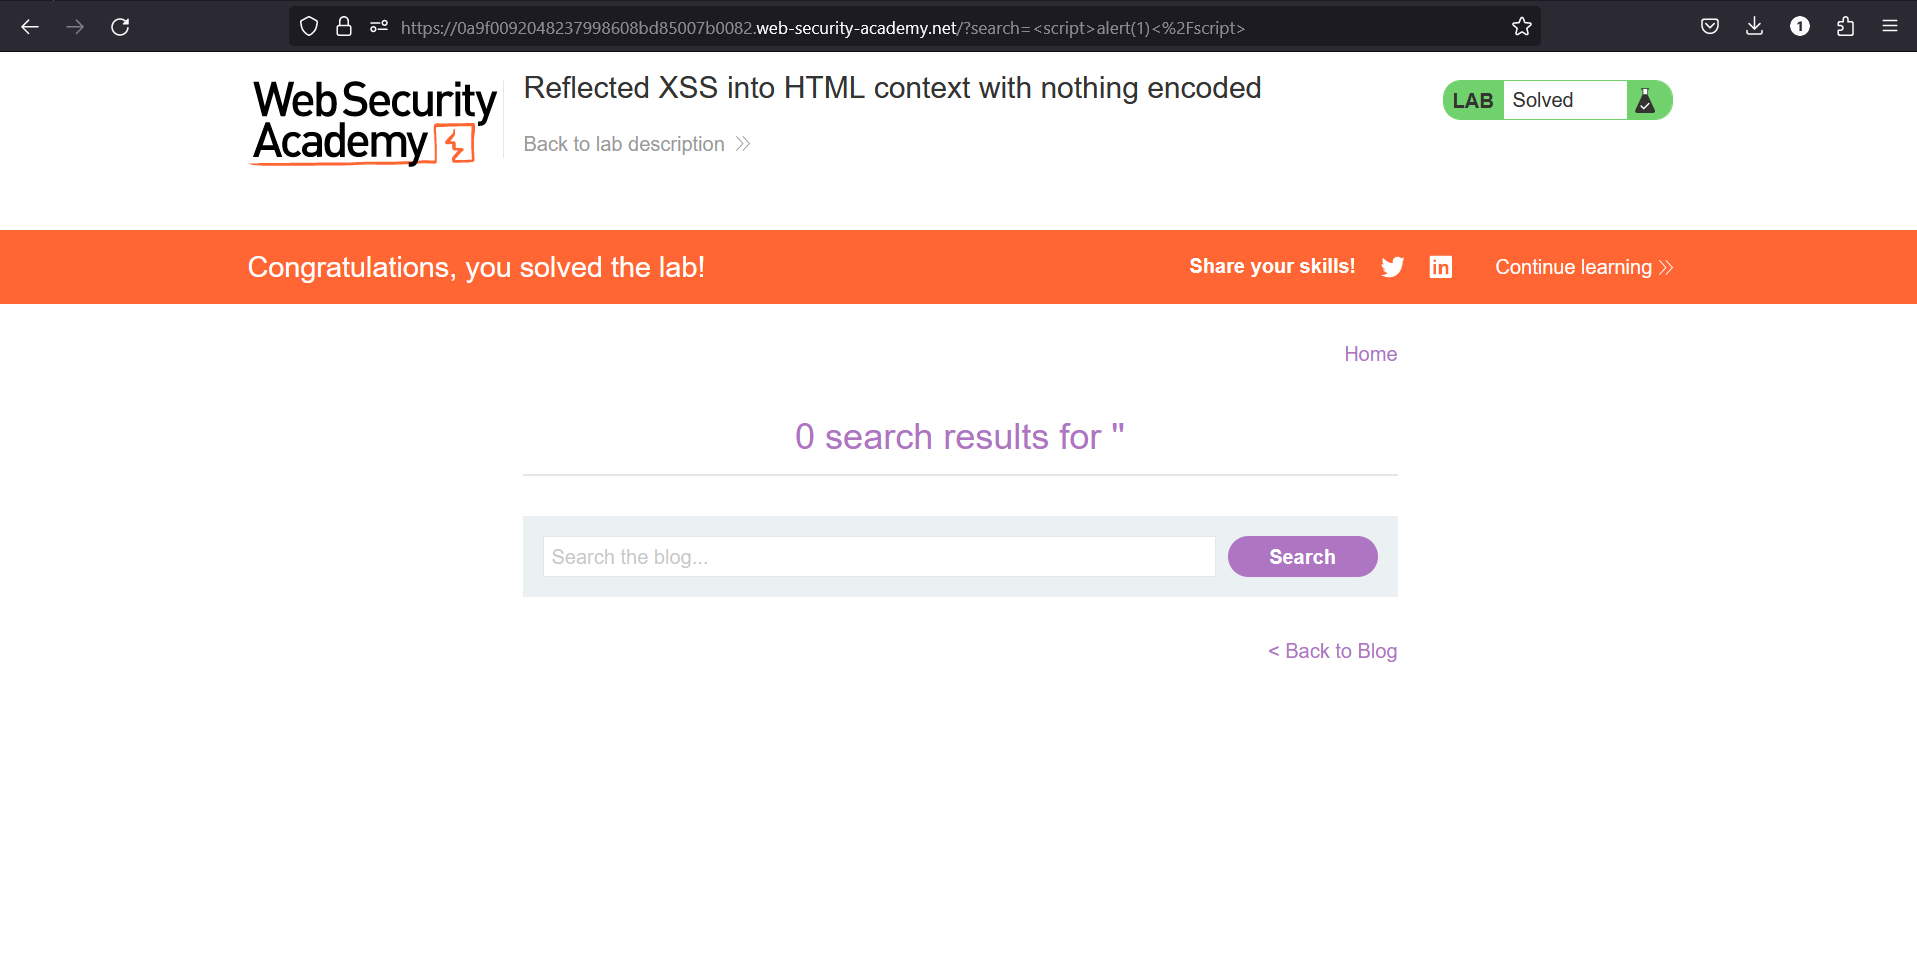 https://0a9f0092048237998608bd85007b0082.web-security-academy.net/?search=<script>alert(1)<%2Fscript>
1
Web Security
Academy
Reflected XSS into HTML context with nothing encoded
Back to lab description
LAB Solved
Congratulations, you solved the lab!
Share your skills!
Continue learning
Home
0 search results for "
Search the blog...
Search
< Back to Blog